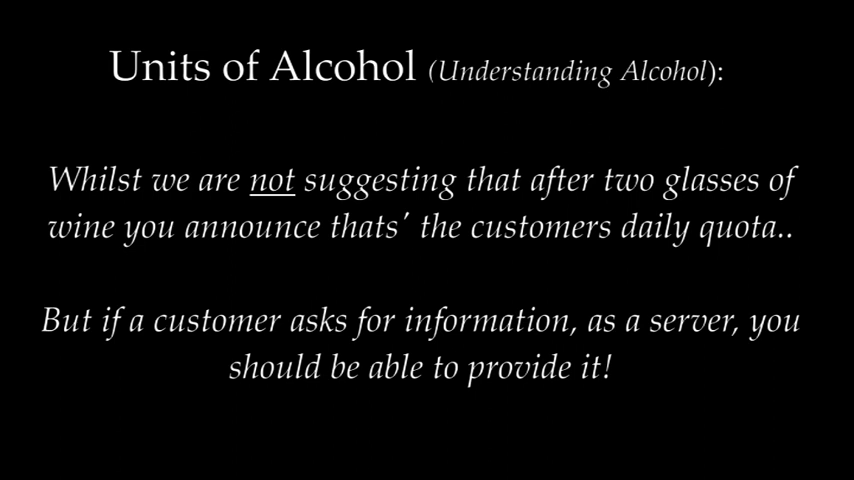 Units of Alcohol (Understanding Alcohol):
Whilst we are not suggesting that after two glasses of
wine you announce thats' the customers daily quota..
But if a customer asks for information, as a server, you
should be able to provide it!